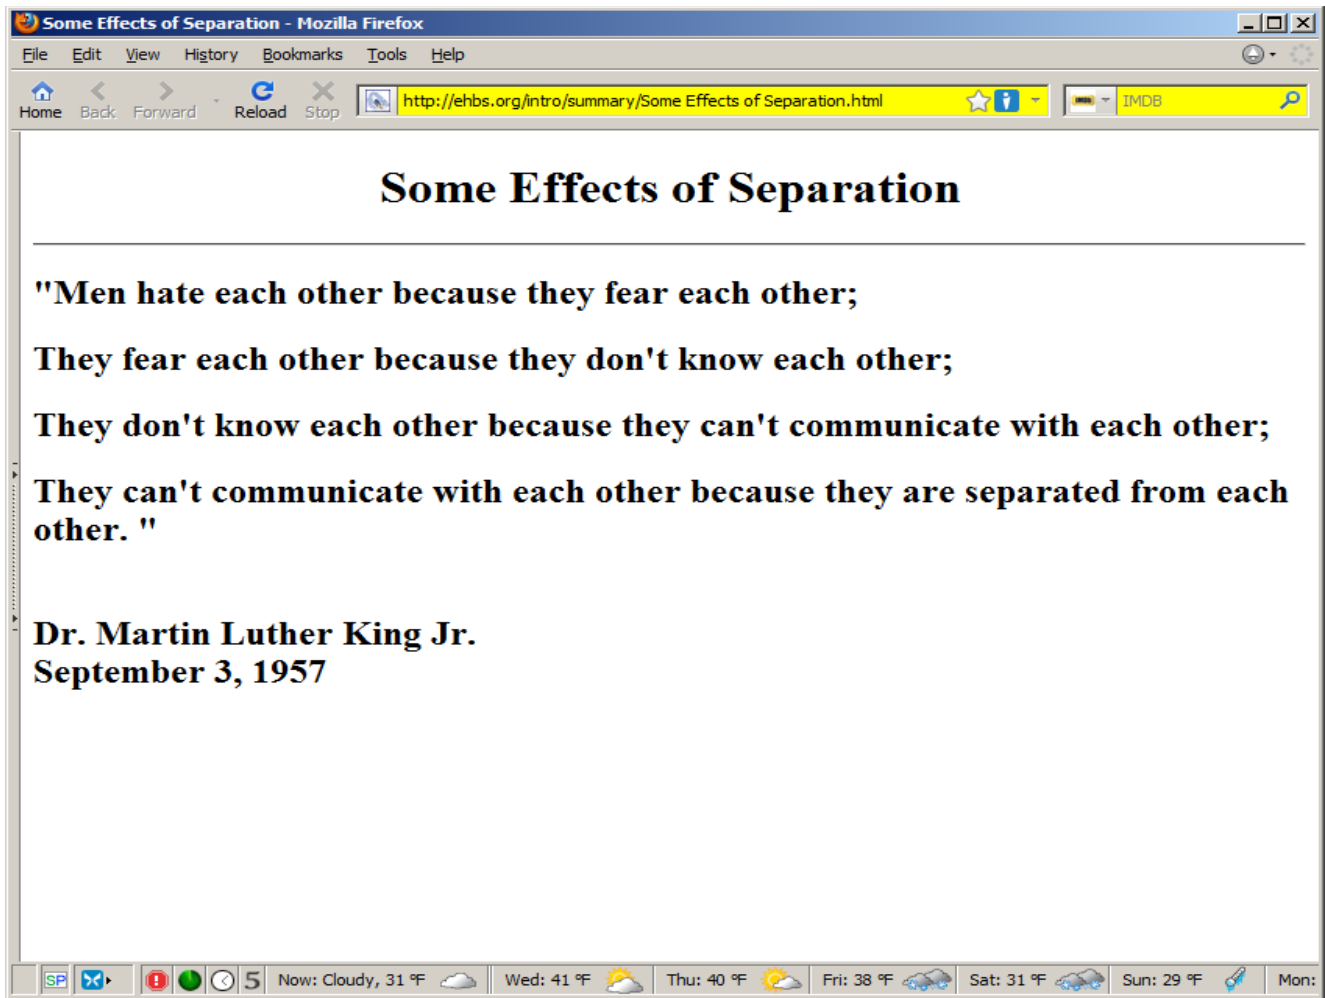 Some Effects of Separation - Mozilla Firefox
File Edit View History Bookmarks Tools Help
Home Back Forward Reload Stop http://ehbs.org/intro/summary/Some Effects of Separation.html IMDB
Some Effects of Separation
"Men hate each other because they fear each other;
They fear each other because they don't know each other;
They don't know each other because they can't communicate with each other;
They can't communicate with each other because they are separated from each
other. "
Dr. Martin Luther King Jr.
September 3, 1957
SP 5 Now: Cloudy, 31 °F Wed: 41 °F Thu: 40 °F Fri: 38 °F Sat: 31 °F Sun: 29 °F Mon: